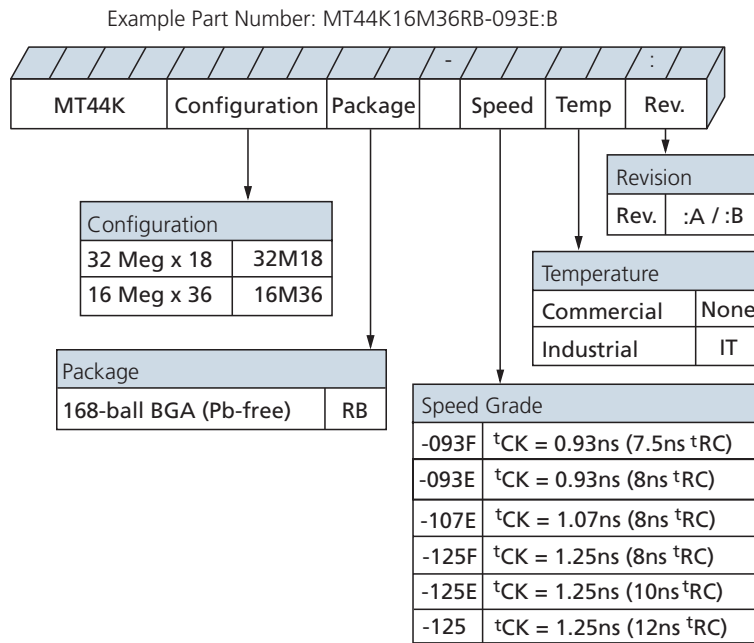 Example Part Number: MT44K16M36RB-093E:B
- :
MT44K Configuration Package Speed Temp Rev.
Revision
Rev. :A / :B
Configuration
32 Meg x 18 32M18
16 Meg x 36 16M36
Temperature
Commercial None
Industrial IT
Package
168-ball BGA (Pb-free) RB
Speed Grade
-093F tCK = 0.93ns (7.5ns tRC)
-093E tCK = 0.93ns (8ns tRC)
-107E tCK = 1.07ns (8ns tRC)
-125F tCK = 1.25ns (8ns tRC)
-125E tCK = 1.25ns (10ns tRC)
-125 tCK = 1.25ns (12ns tRC)